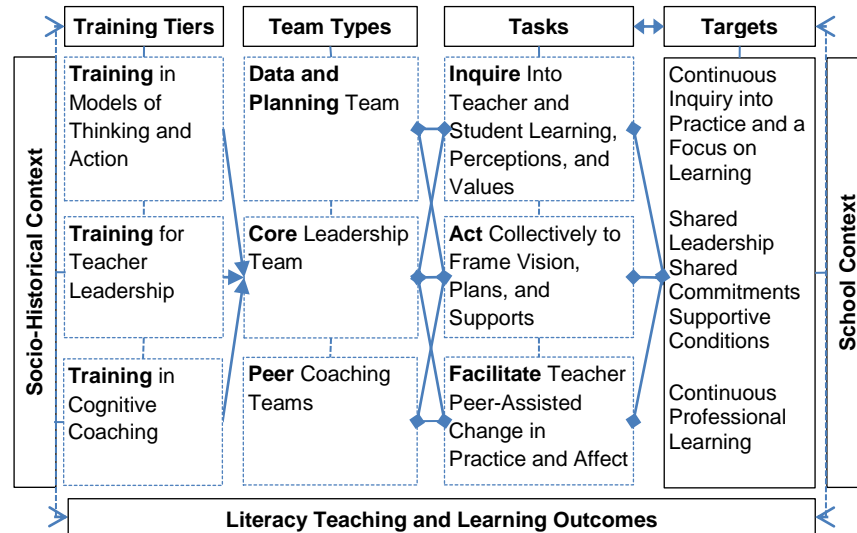 Training Tiers
Team Types
Tasks
Targets
Socio-Historical Context
Training in
Models of
Thinking and
Action
Training for
Teacher
Leadership
Training in
Cognitive
Coaching
Data and
Planning Team
Core Leadership
Team
Peer Coaching
Teams
Inquire Into
Teacher and
Student Learning,
Perceptions, and
Values
Act Collectively to
Frame Vision,
Plans, and
Supports
Facilitate Teacher
Peer-Assisted
Change in
Practice and Affect
Continuous
Inquiry into
Practice and a
Focus on
Learning
Shared
Leadership
Shared
Commitments
Supportive
Conditions
Continuous
Professional
Learning
School Context
Literacy Teaching and Learning Outcomes